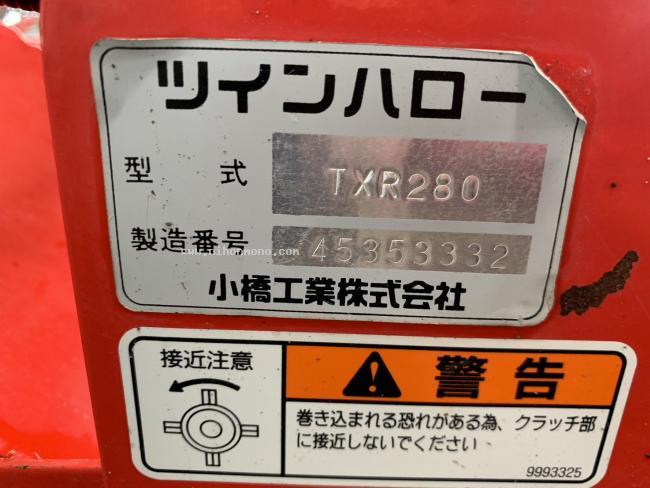 ツインハロー
型 式 TXR280
製造番号 45353332
www.nihonmono.com
小橋工業株式会社
接近注意
警告
巻き込まれる恐れがある為、クラッチ部
に接近しないでください
9993325